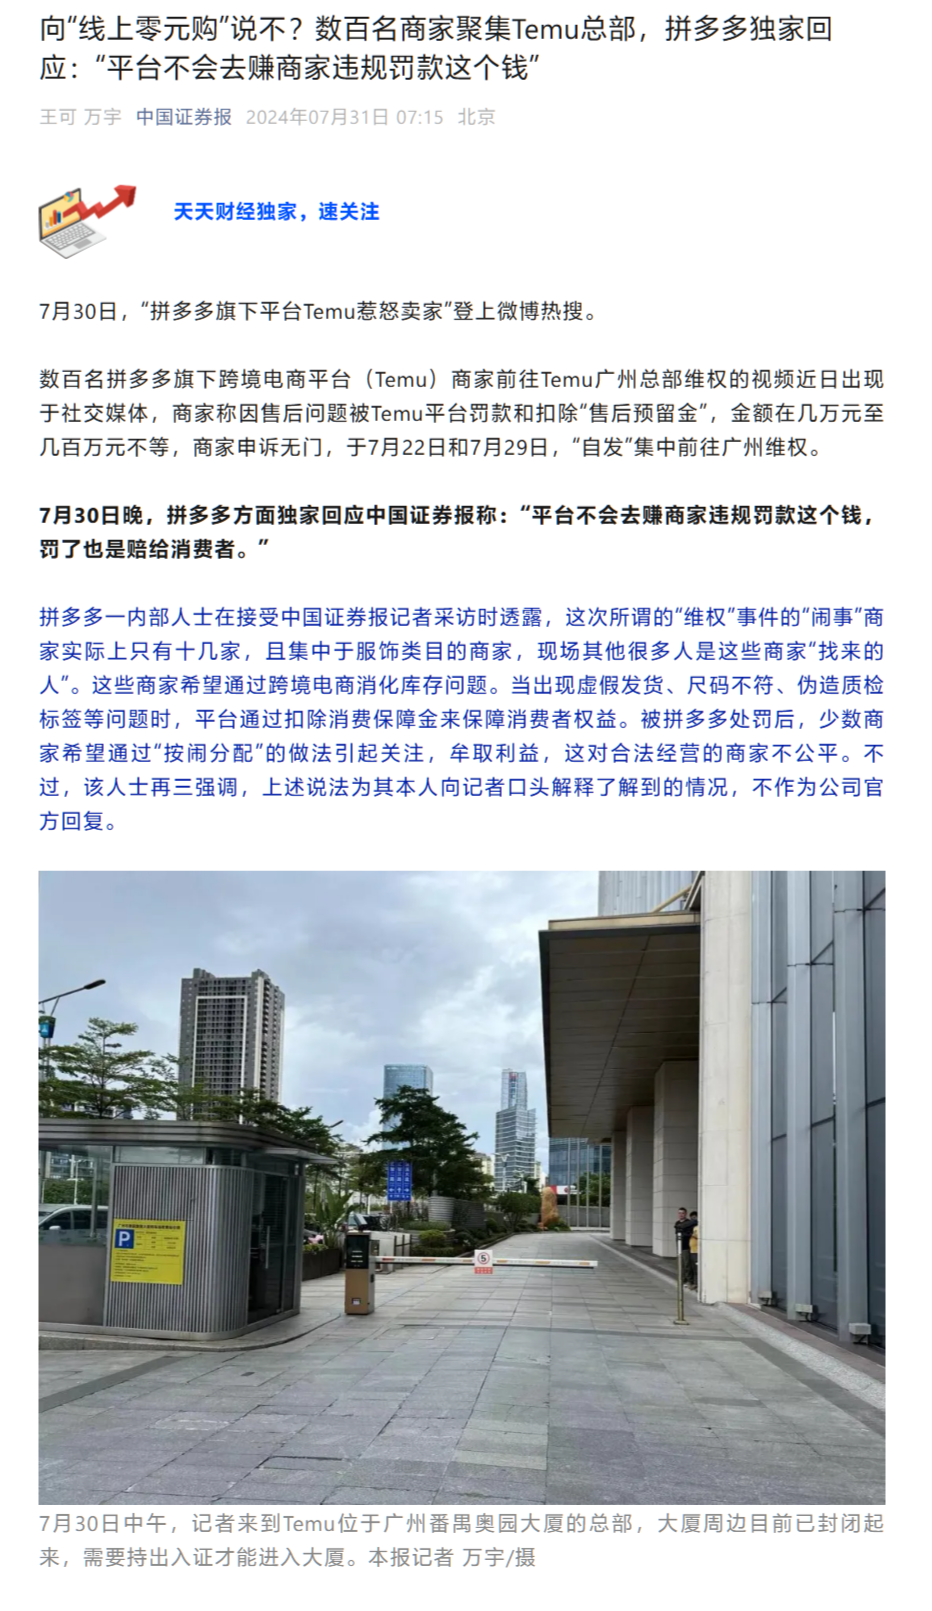 向“线上零元购”说不？数百名商家聚集Temu总部，拼多多独家回
应：“平台不会去赚商家违规罚款这个钱”
王可 万宇 中国证券报 2024年07月31日 07:15 北京
天天财经独家，速关注
7月30日，“拼多多旗下平台Temu惹怒卖家”登上微博热搜。
数百名拼多多旗下跨境电商平台（Temu）商家前往Temu广州总部维权的视频近日出现
于社交媒体，商家称因售后问题被Temu平台罚款和扣除“售后预留金”，金额在几万元至
几百万元不等，商家申诉无门，于7月22日和7月29日，“自发”集中前往广州维权。
7月30日晚，拼多多方面独家回应中国证券报称：“平台不会去赚商家违规罚款这个钱，
罚了也是赔给消费者。”
拼多多一内部人士在接受中国证券报记者采访时透露，这次所谓的“维权”事件的“闹事”商
家实际上只有十几家，且集中于服饰类目的商家，现场其他很多人是这些商家“找来的
人”。这些商家希望通过跨境电商消化库存问题。当出现虚假发货、尺码不符、伪造质检
标签等问题时，平台通过扣除消费保障金来保障消费者权益。被拼多多处罚后，少数商
家希望通过“按闹分配”的做法引起关注，牟取利益，这对合法经营的商家不公平。不
过，该人士再三强调，上述说法为其本人向记者口头解释了解到的情况，不作为公司官
方回复。
P
5
7月30日中午，记者来到Temu位于广州番禺奥园大厦的总部，大厦周边目前已封闭起
来，需要持出入证才能进入大厦。本报记者 万宇/摄